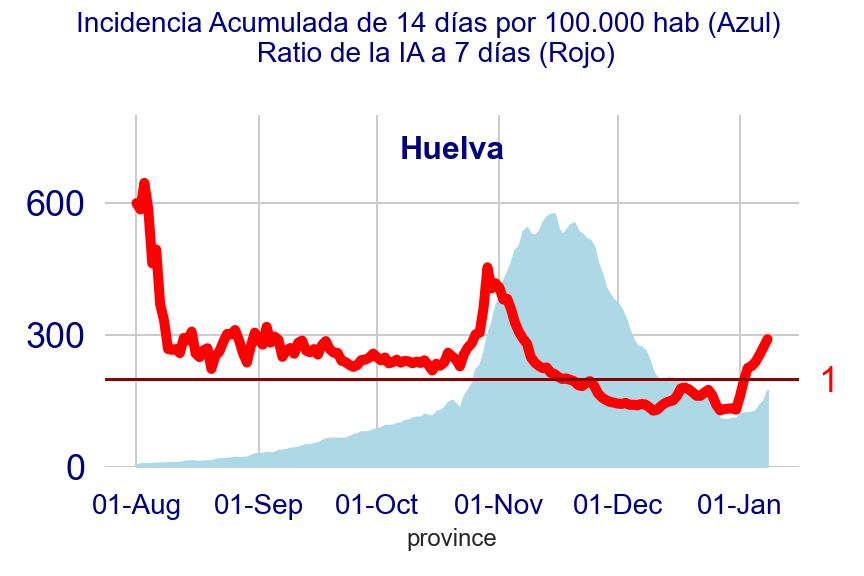 Incidencia Acumulada de 14 días por 100.000 hab (Azul)
Ratio de la IA a 7 días (Rojo)
Huelva
600
300
1
0
01-Aug 01-Sep 01-Oct 01-Nov 01-Dec 01-Jan
province